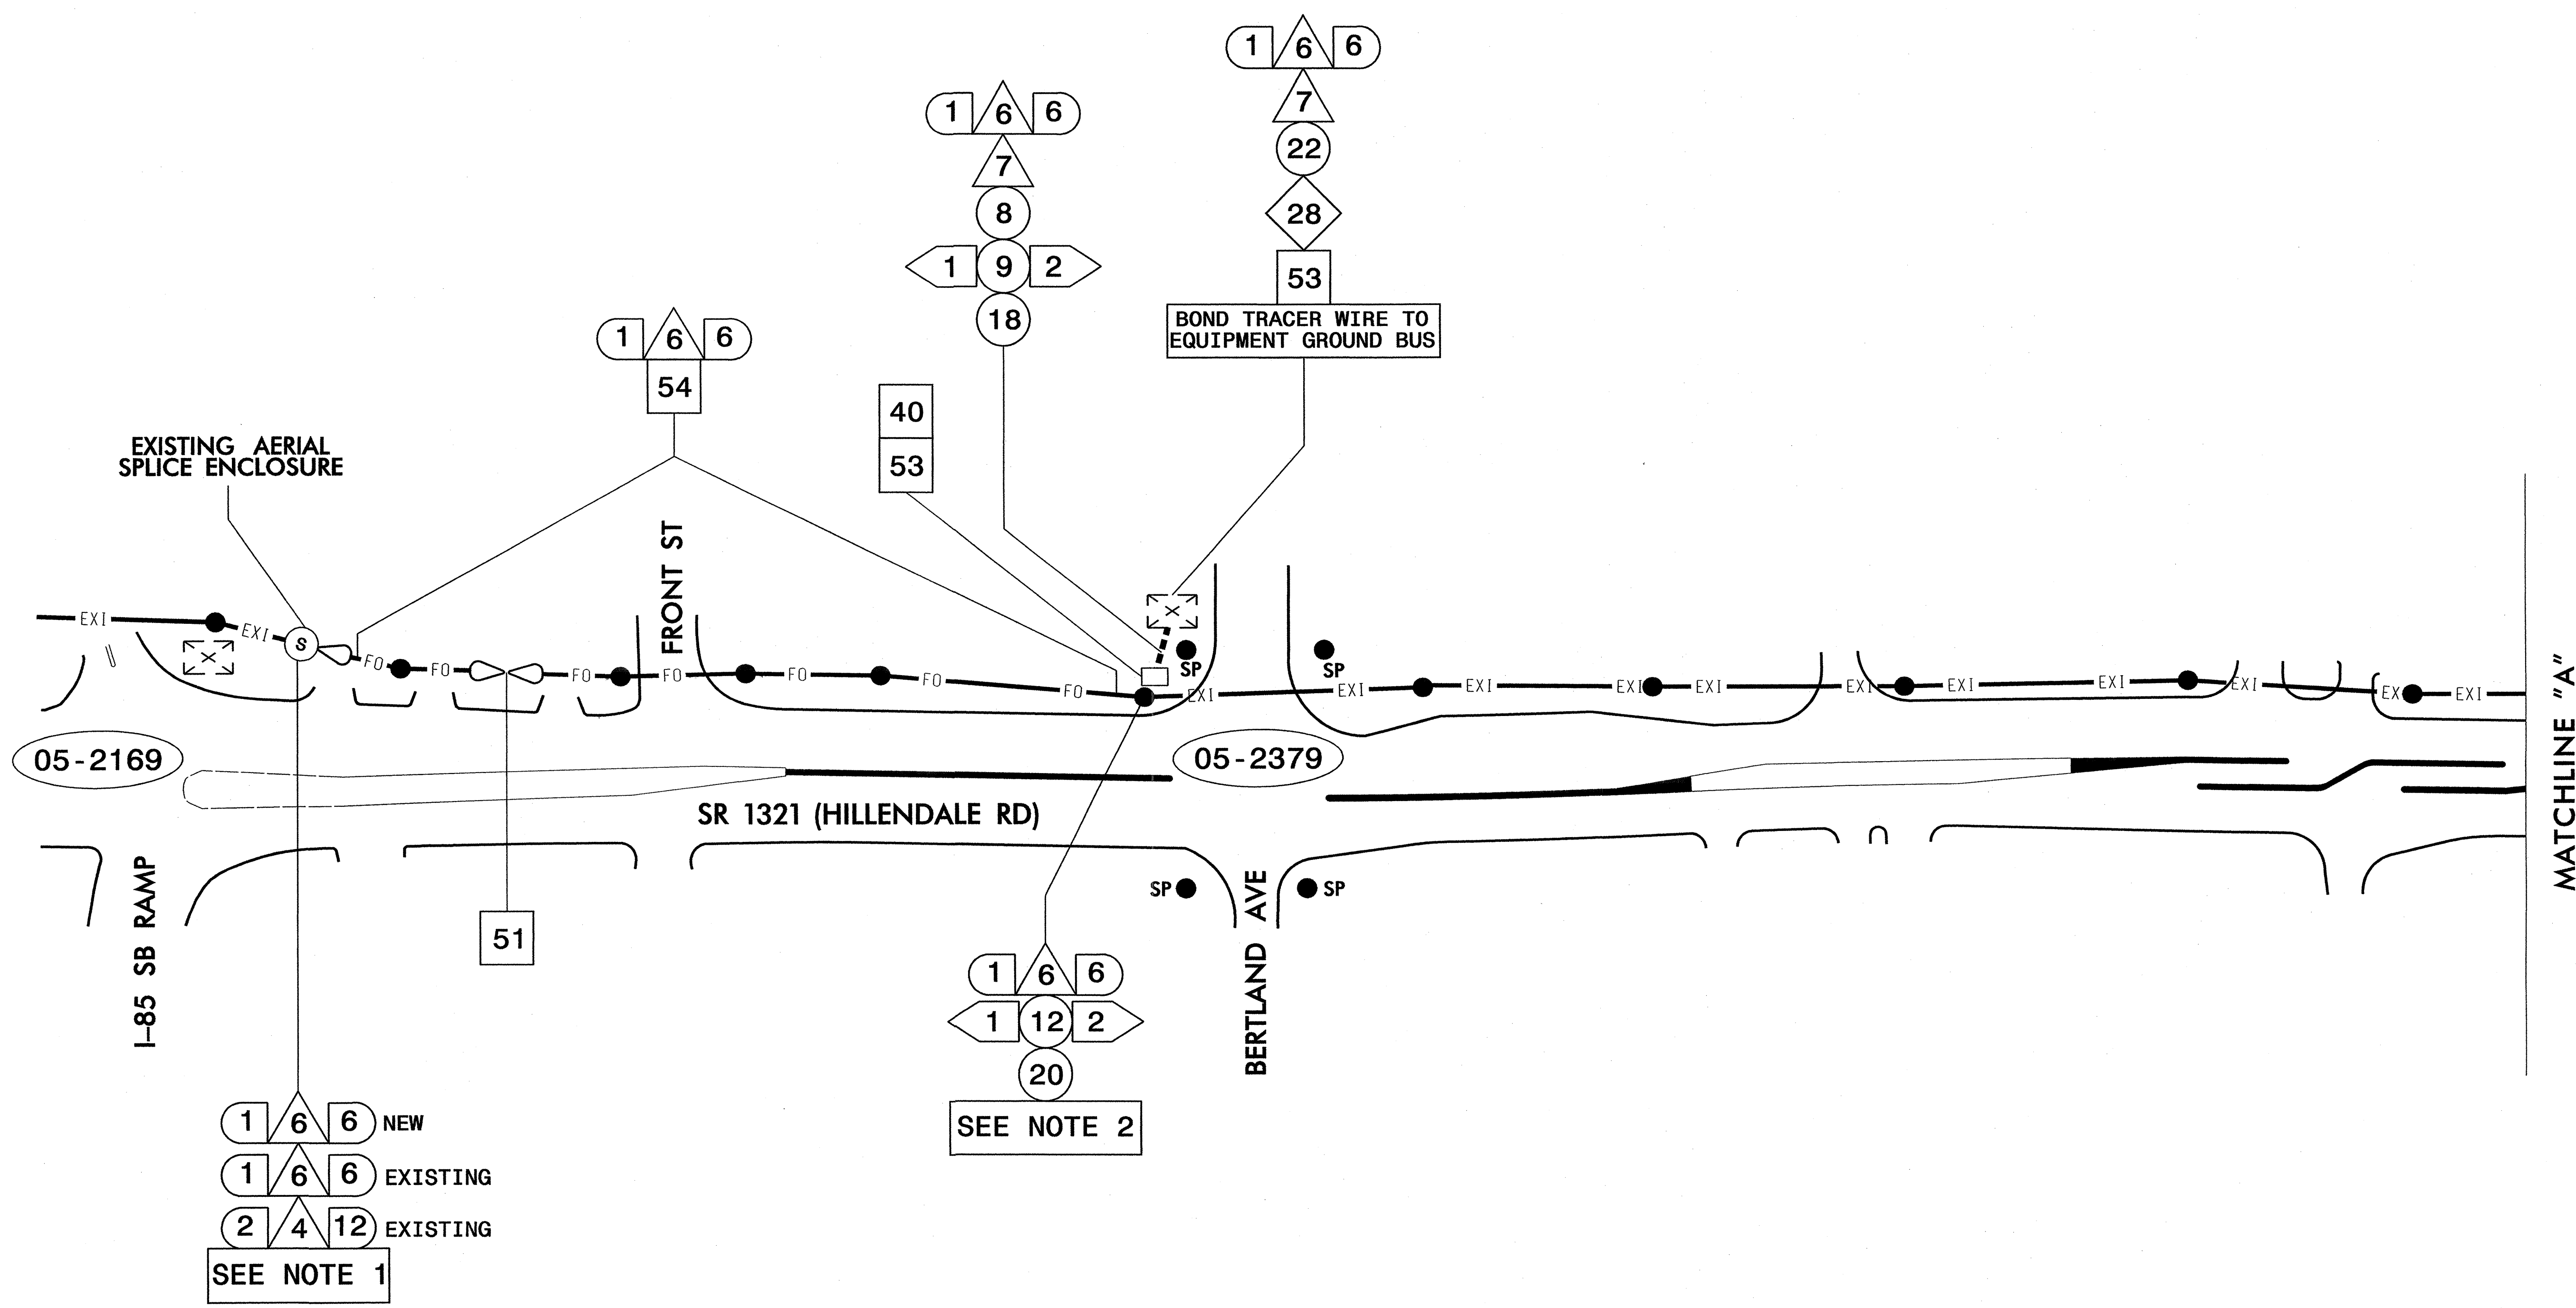 1 6 6
7
22
28
53
BOND TRACER WIRE TO
EQUIPMENT GROUND BUS
1 6 6
7
8
1 9 2
18
1 6 6
54
40
53
EXISTING AERIAL
SPLICE ENCLOSURE
FRONT ST
EXI
EXI
S
FO
FO
FO
FO
FO
FO
FO
SP
SP
EXI
EXI
EXI
EXI
EXI
EXI
EXI
EXI
EXI
EX
EXI
MATCHLINE "A"
05-2169
05-2379
SR 1321 (HILLENDALE RD)
I-85 SB RAMP
SP
SP
BERTLAND AVE
51
1 6 6
1 12 2
20
SEE NOTE 2
1 6 6 NEW
1 6 6 EXISTING
2 4 12 EXISTING
SEE NOTE 1